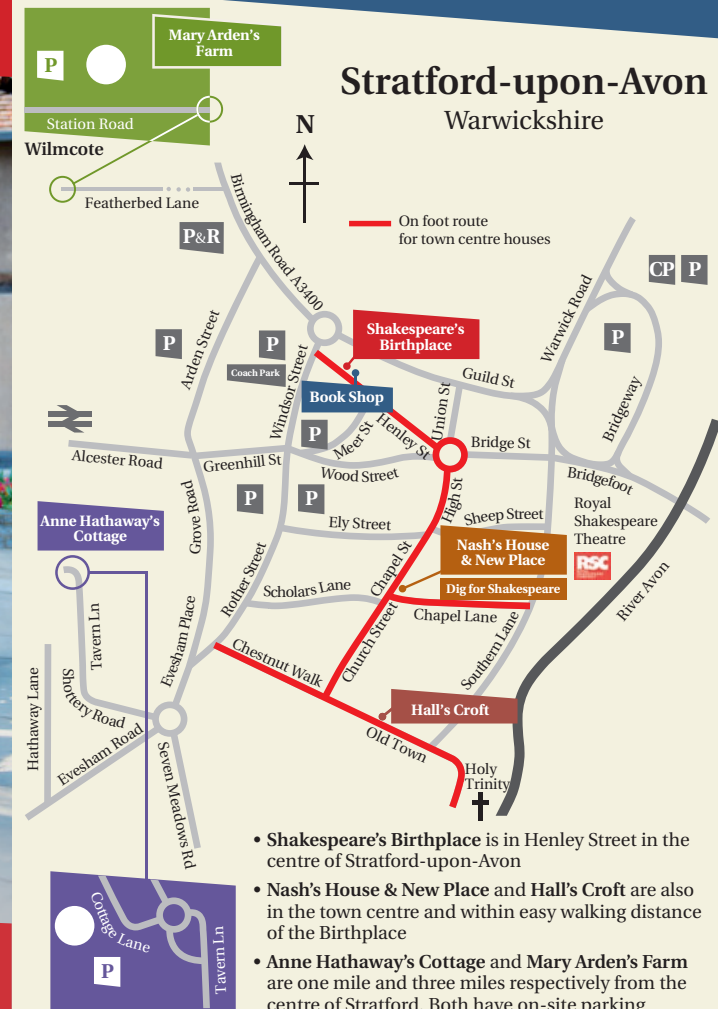 Mary Arden's
Farm
P
Station Road
Wilmcote
Stratford-upon-Avon
Warwickshire
N
Featherbed Lane
On foot route
for town centre houses
P&R
Birmingham Road A3400
CP P
P
Warwick Road
Bridgeway
P
Arden Street
P
Coach Park
Windsor Street
Shakespeare's
Birthplace
Guild St
Book Shop
Union St
P
Meer St
Henley St
Bridge St
Alcester Road
Greenhill St
Wood Street
Bridgefoot
P
P
High St
Sheep Street
Ely Street
Royal
Shakespeare
Theatre
RSC
Anne Hathaway's
Cottage
Grove Road
Nash's House
& New Place
Dig for Shakespeare
Chapel St
Rother Street
Scholars Lane
Chapel Lane
River Avon
Tavern Ln
Evesham Place
Church Street
Southern Lane
Chestnut Walk
Hathaway Lane
Shottery Road
Hall's Croft
Old Town
Evesham Road
Seven Meadows Rd
Holy
Trinity
• Shakespeare's Birthplace is in Henley Street in the
centre of Stratford-upon-Avon
• Nash's House & New Place and Hall's Croft are also
in the town centre and within easy walking distance
of the Birthplace
• Anne Hathaway's Cottage and Mary Arden's Farm
are one mile and three miles respectively from the
centre of Stratford. Both have on-site parking
Cottage Lane
Tavern Ln
P